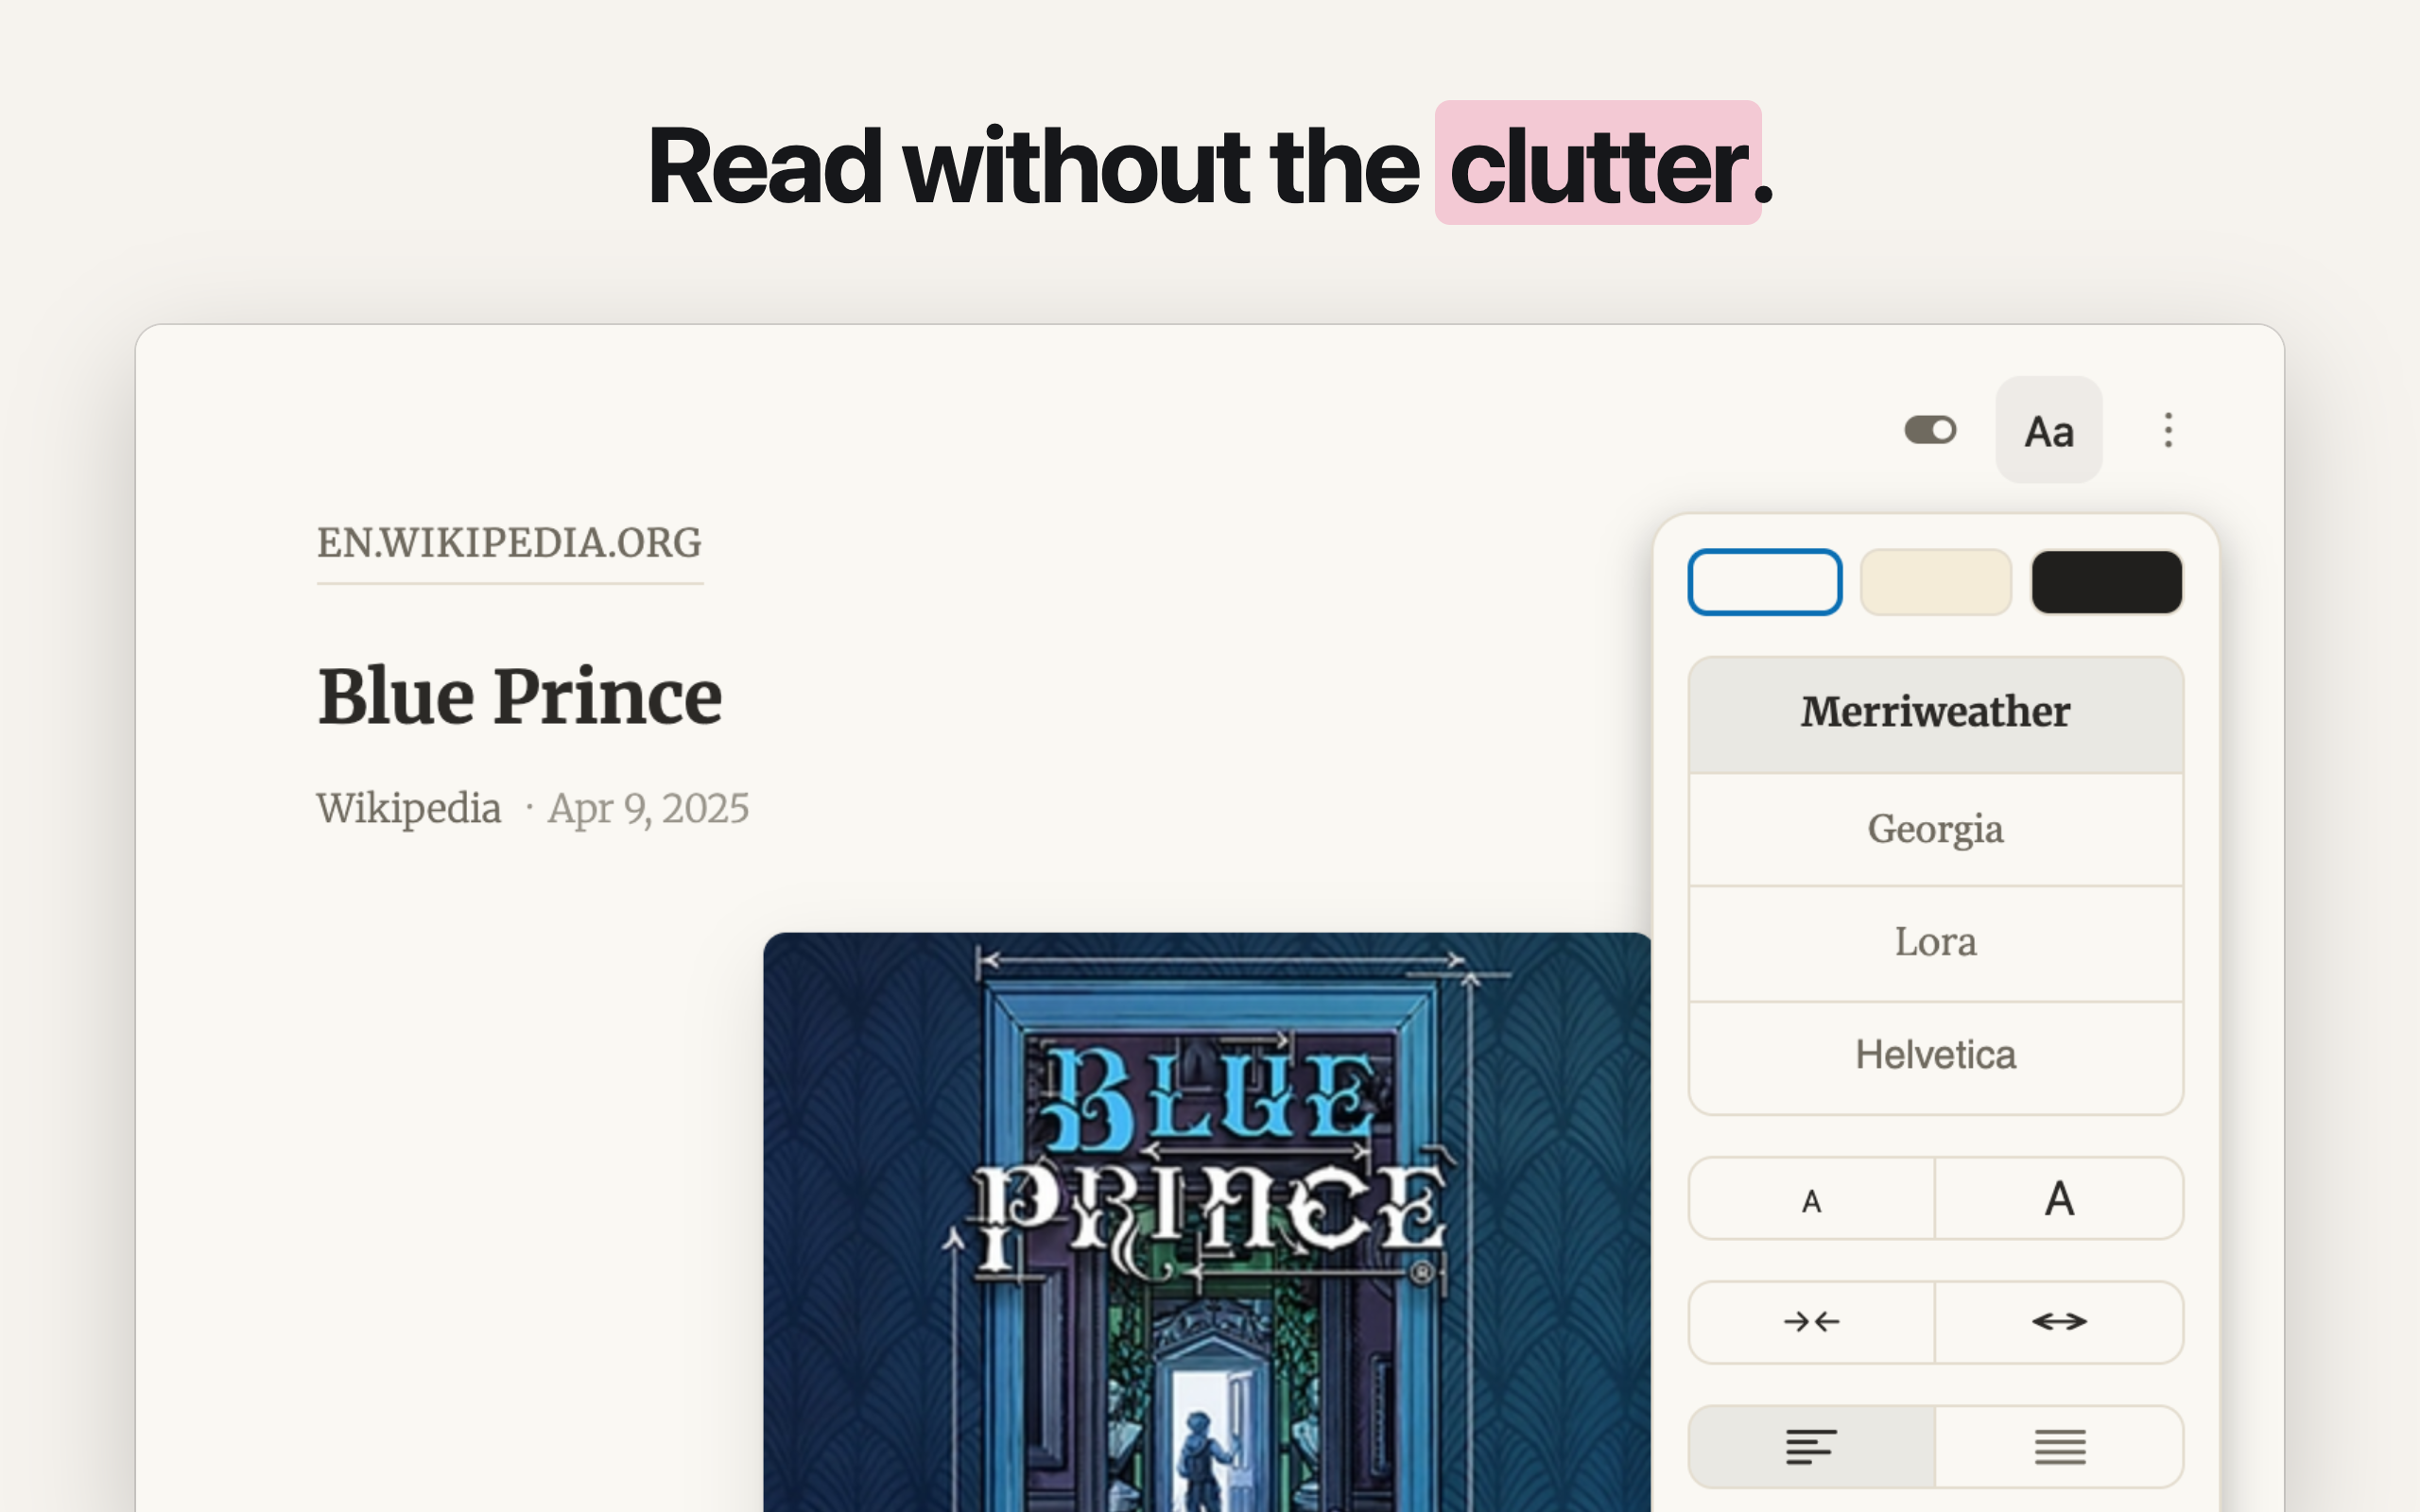 Read without the clutter.
Aa
EN.WIKIPEDIA.ORG
Blue Prince
Wikipedia · Apr 9, 2025
BLUE
PRINCE
®
Merriweather
Georgia
Lora
Helvetica
A A